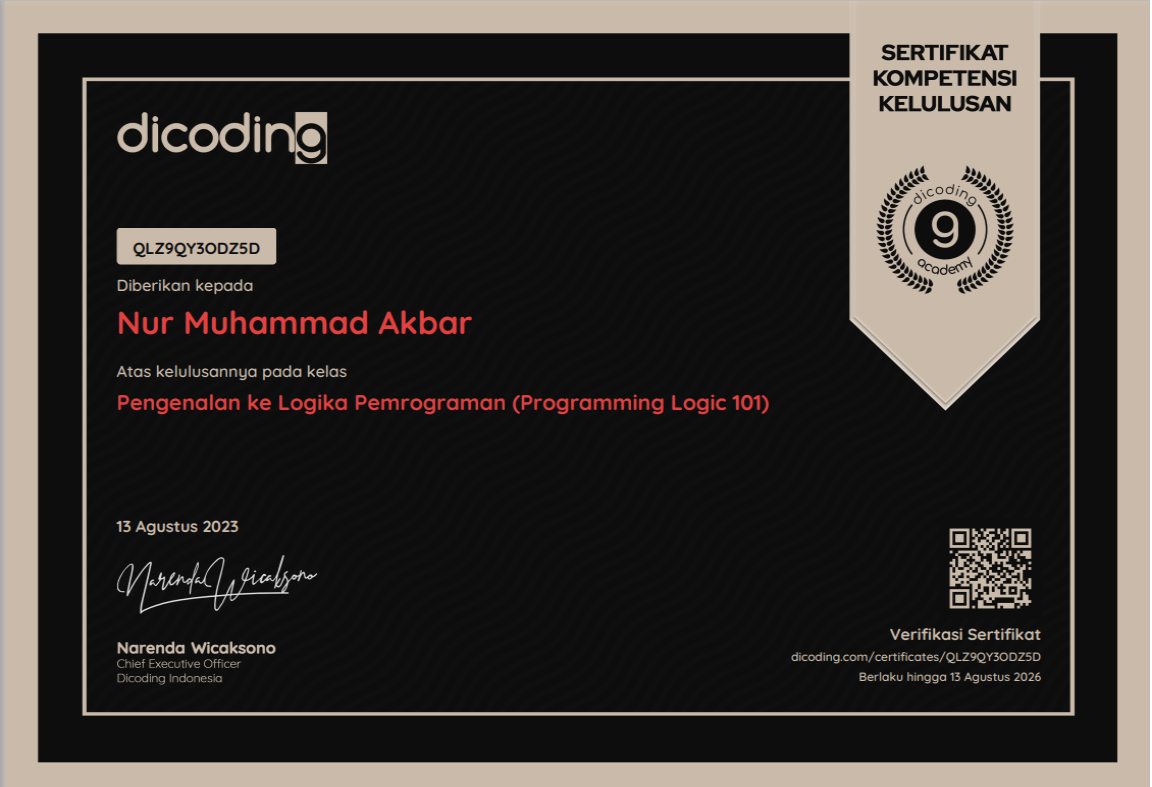 SERTIFIKAT
KOMPETENSI
KELULUSAN
dicoding
dicoding
g
academy
QLZ9QY3ODZ5D
Diberikan kepada
Nur Muhammad Akbar
Atas kelulusannya pada kelas
Pengenalan ke Logika Pemrograman (Programming Logic 101)
13 Agustus 2023
Narenda Wicaksono
Narenda Wicaksono
Chief Executive Officer
Dicoding Indonesia
Verifikasi Sertifikat
dicoding.com/certificates/QLZ9QY3ODZ5D
Berlaku hingga 13 Agustus 2026